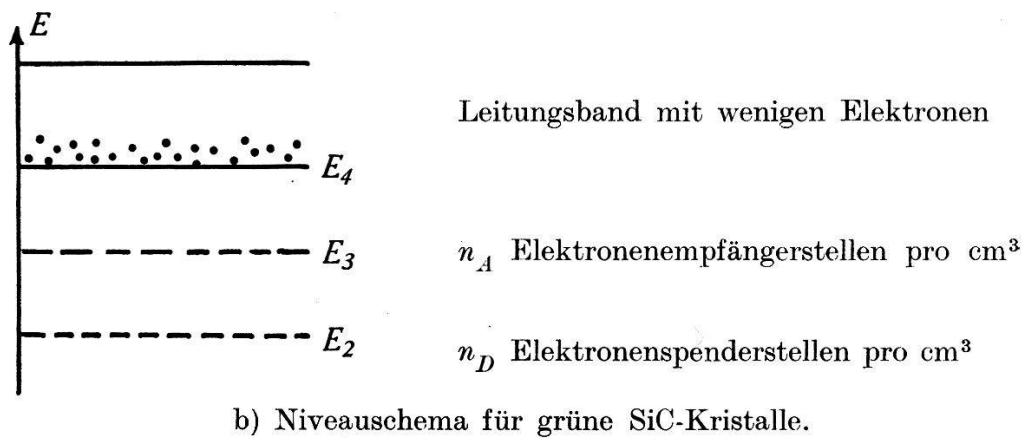 E
Leitungsband mit wenigen Elektronen
E₄
E₃ n_A Elektronenempfängerstellen pro cm³
E₂ n_D Elektronenspenderstellen pro cm³
b) Niveauschema für grüne SiC-Kristalle.